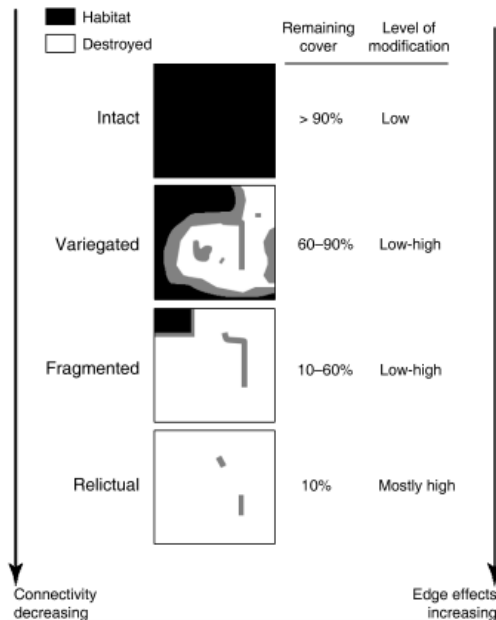 Habitat
Destroyed
Remaining cover
Level of modification
Intact
> 90%
Low
Variegated
60–90%
Low-high
Fragmented
10–60%
Low-high
Relictual
10%
Mostly high
Connectivity decreasing
Edge effects increasing